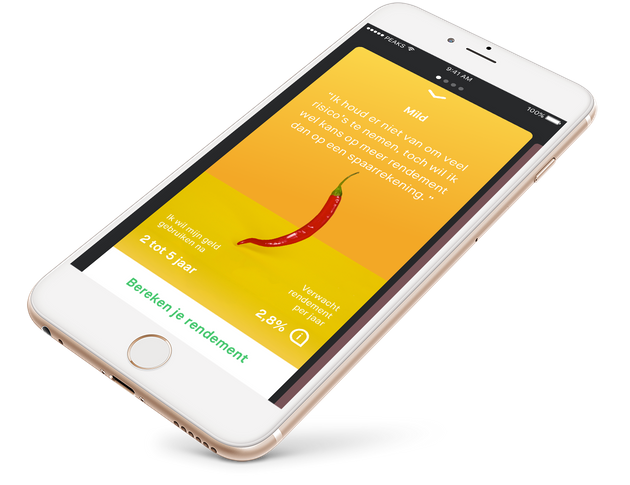 PEAKS
9:41 AM
100%
Mild
"Ik houd er niet van om veel
risico's te nemen, toch wil ik
wel kans op meer rendement
dan op een spaarrekening."
Ik wil mijn geld
gebruiken na
2 tot 5 jaar
Verwacht
rendement
per jaar
2,8% i
Bereken je rendement